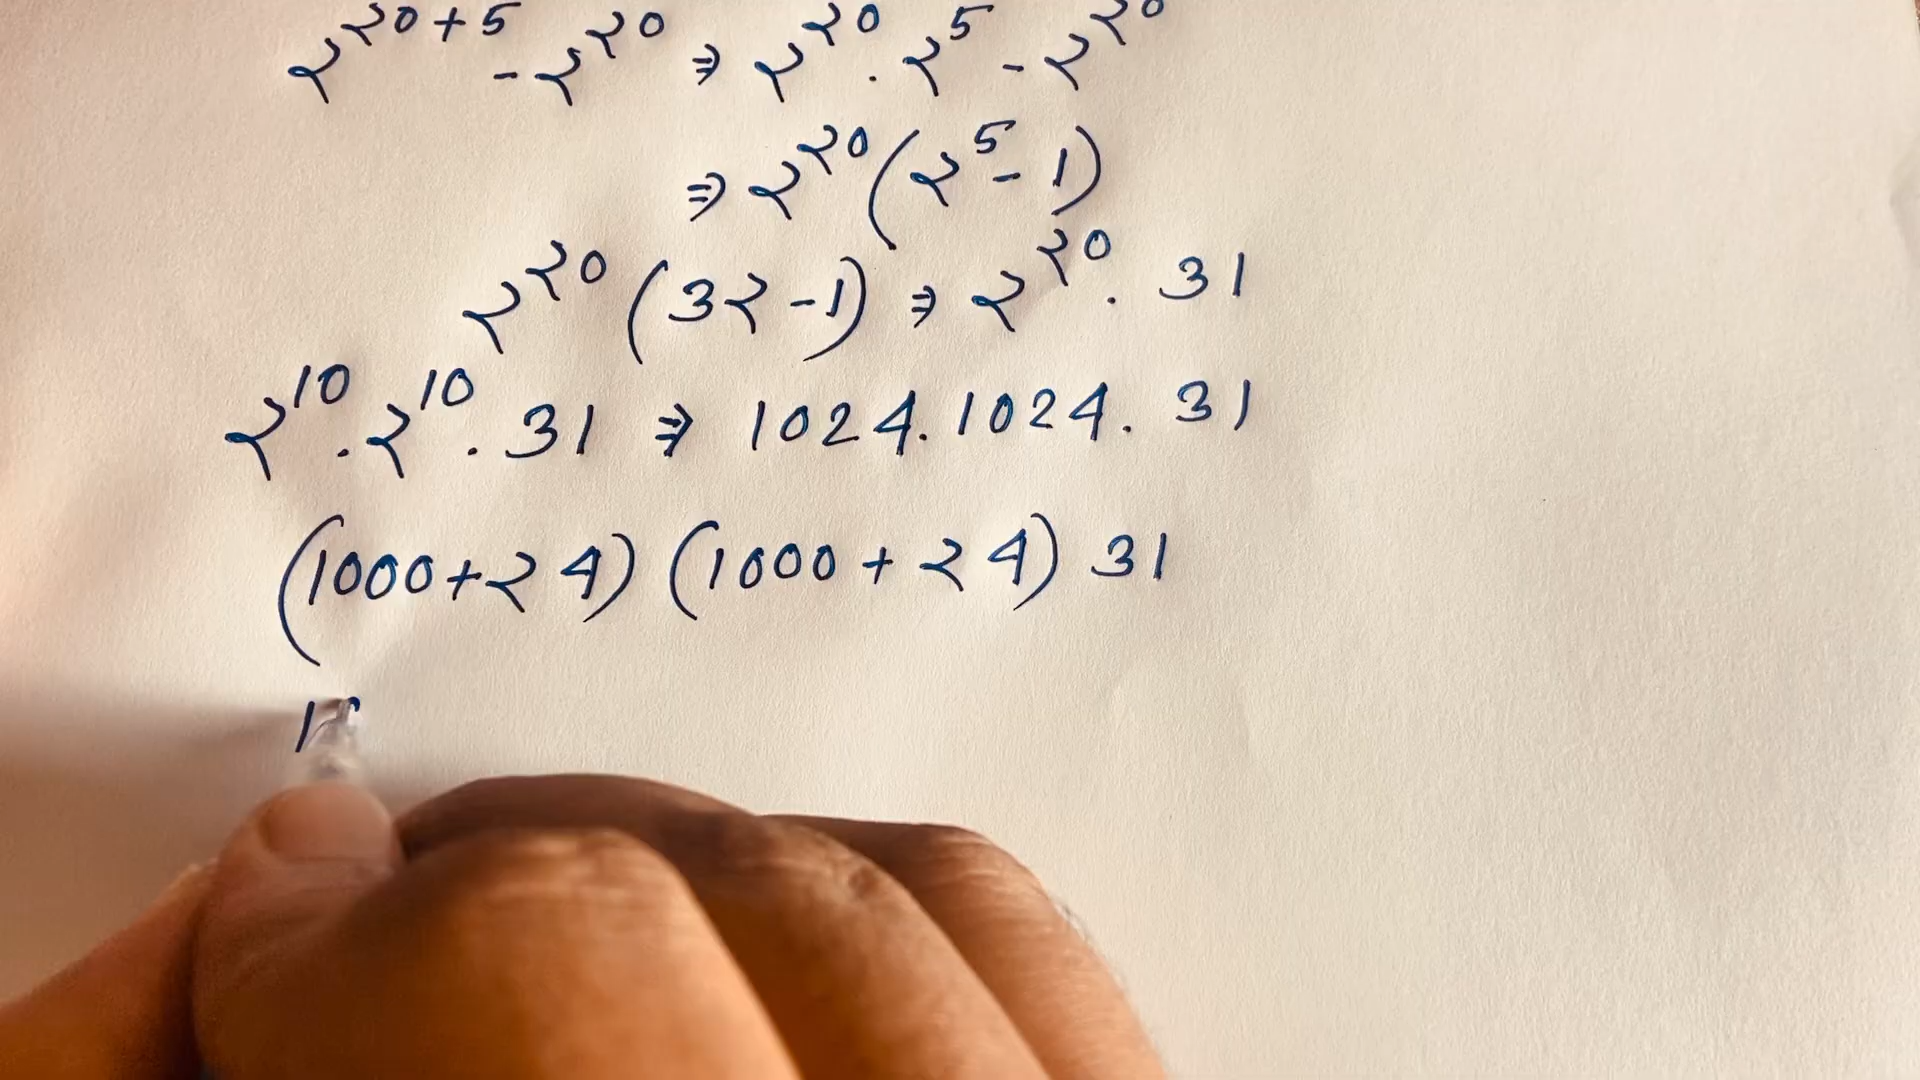 2^{20+5} - 2^{20} ⇒ 2^{20} . 2^5 - 2^{20}
⇒ 2^{20} (2^5 - 1)
2^{20} (32 - 1) ⇒ 2^{20} . 31
2^{10} . 2^{10} . 31 ⇒ 1024 . 1024 . 31
(1000 + 24) (1000 + 24) 31